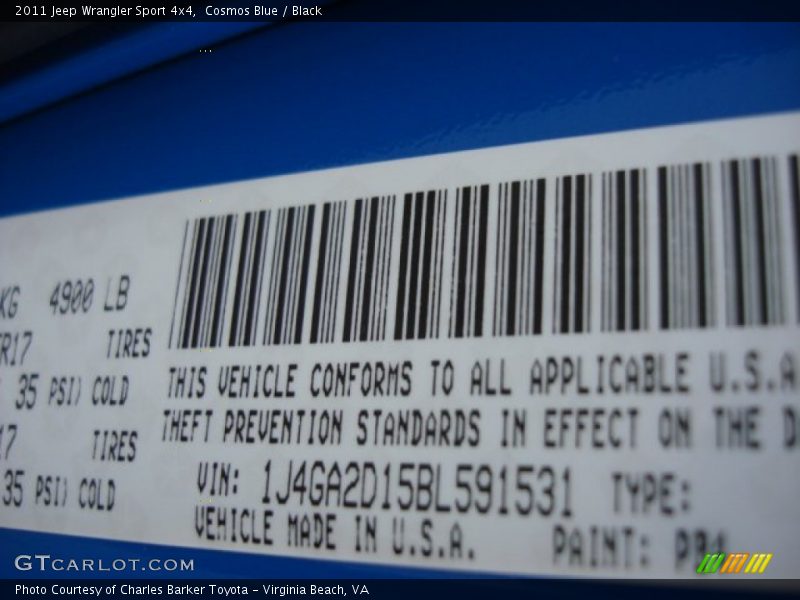 2011 Jeep Wrangler Sport 4x4,  Cosmos Blue / Black
KG 4900 LB
R17 TIRES
35 PSI) COLD
17 TIRES
35 PSI) COLD
THIS VEHICLE CONFORMS TO ALL APPLICABLE U.S.A
THEFT PREVENTION STANDARDS IN EFFECT ON THE D
VIN: 1J4GA2D15BL591531 TYPE:
VEHICLE MADE IN U.S.A. PAINT:
GTCARLOT.COM
Photo Courtesy of Charles Barker Toyota - Virginia Beach, VA